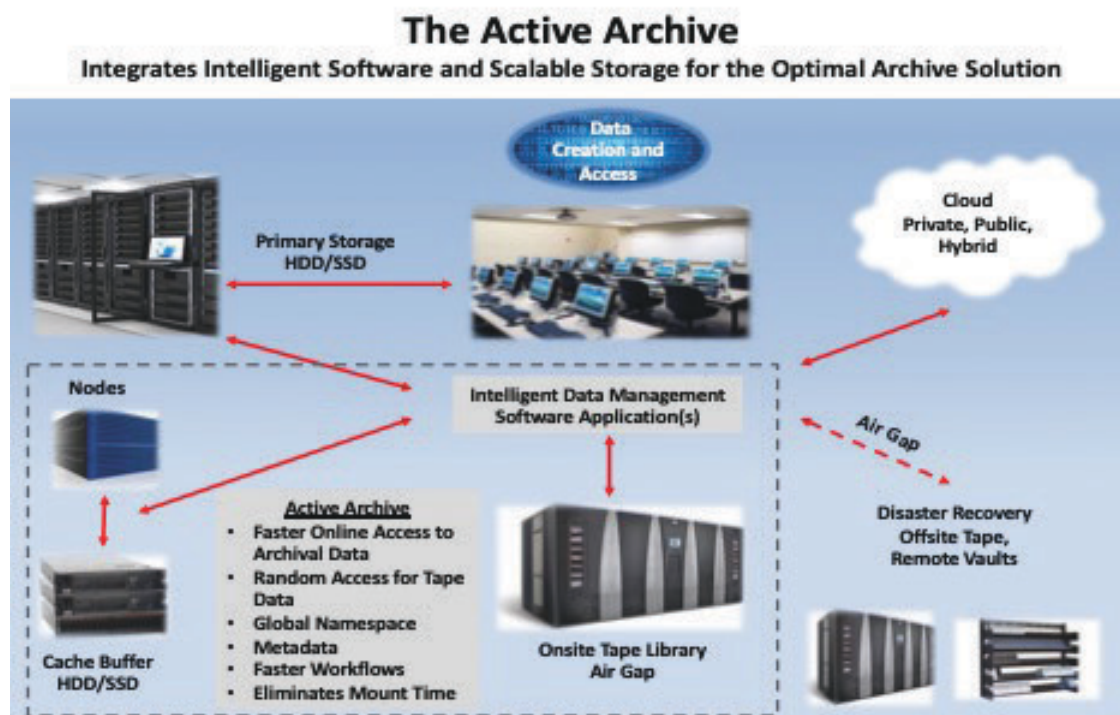 The Active Archive
Integrates Intelligent Software and Scalable Storage for the Optimal Archive Solution
Data
Creation and
Access
Cloud
Private, Public,
Hybrid
Primary Storage
HDD/SSD
Nodes
Intelligent Data Management
Software Application(s)
Air Gap
Active Archive
• Faster Online Access to
Archival Data
• Random Access for Tape
Data
• Global Namespace
• Metadata
• Faster Workflows
• Eliminates Mount Time
Disaster Recovery
Offsite Tape,
Remote Vaults
Cache Buffer
HDD/SSD
Onsite Tape Library
Air Gap